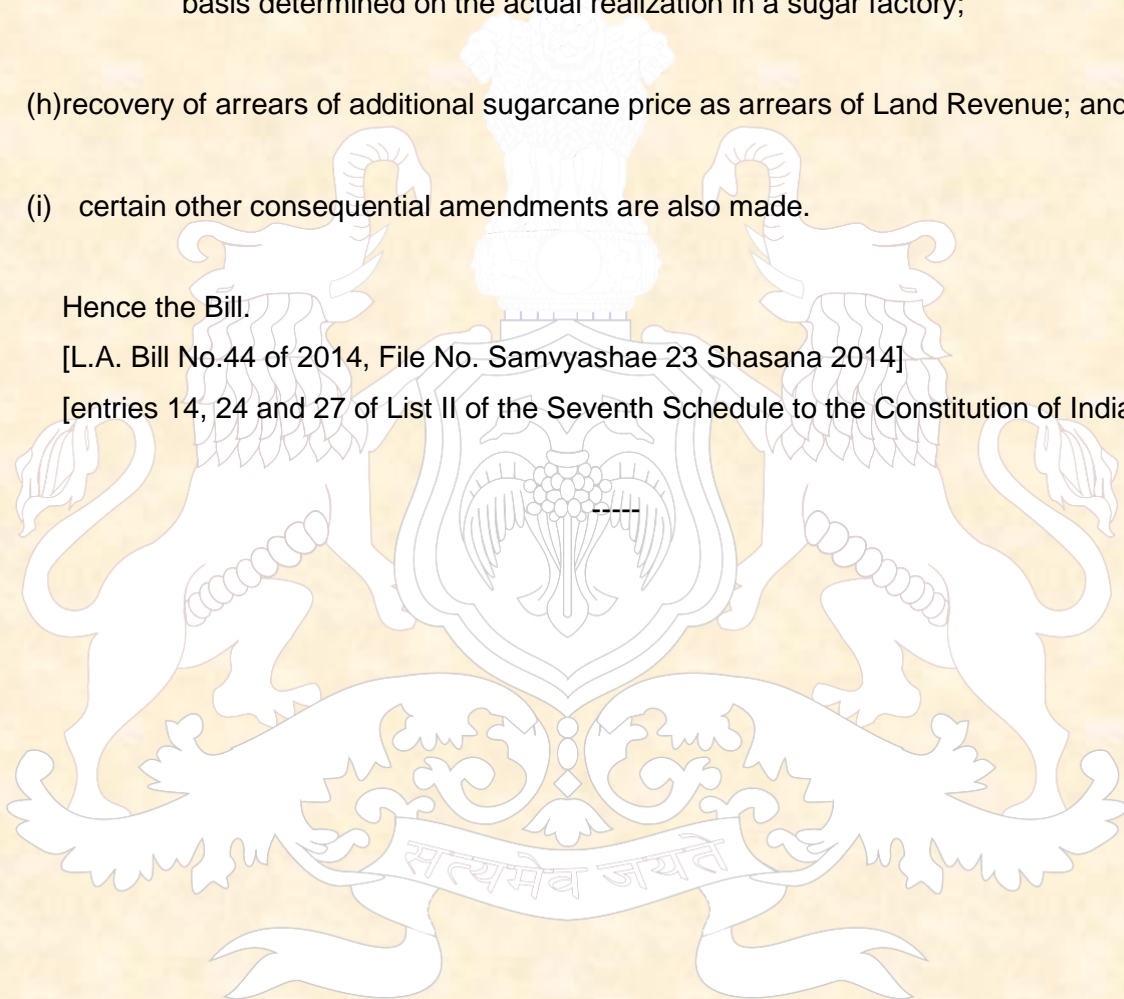 basis determined on the actual realization in a sugar factory;
(h)recovery of arrears of additional sugarcane price as arrears of Land Revenue; and
(i) certain other consequential amendments are also made.
Hence the Bill.
[L.A. Bill No.44 of 2014, File No. Samvyashae 23 Shasana 2014]
[entries 14, 24 and 27 of List II of the Seventh Schedule to the Constitution of India
-----
सत्यमेव जयते